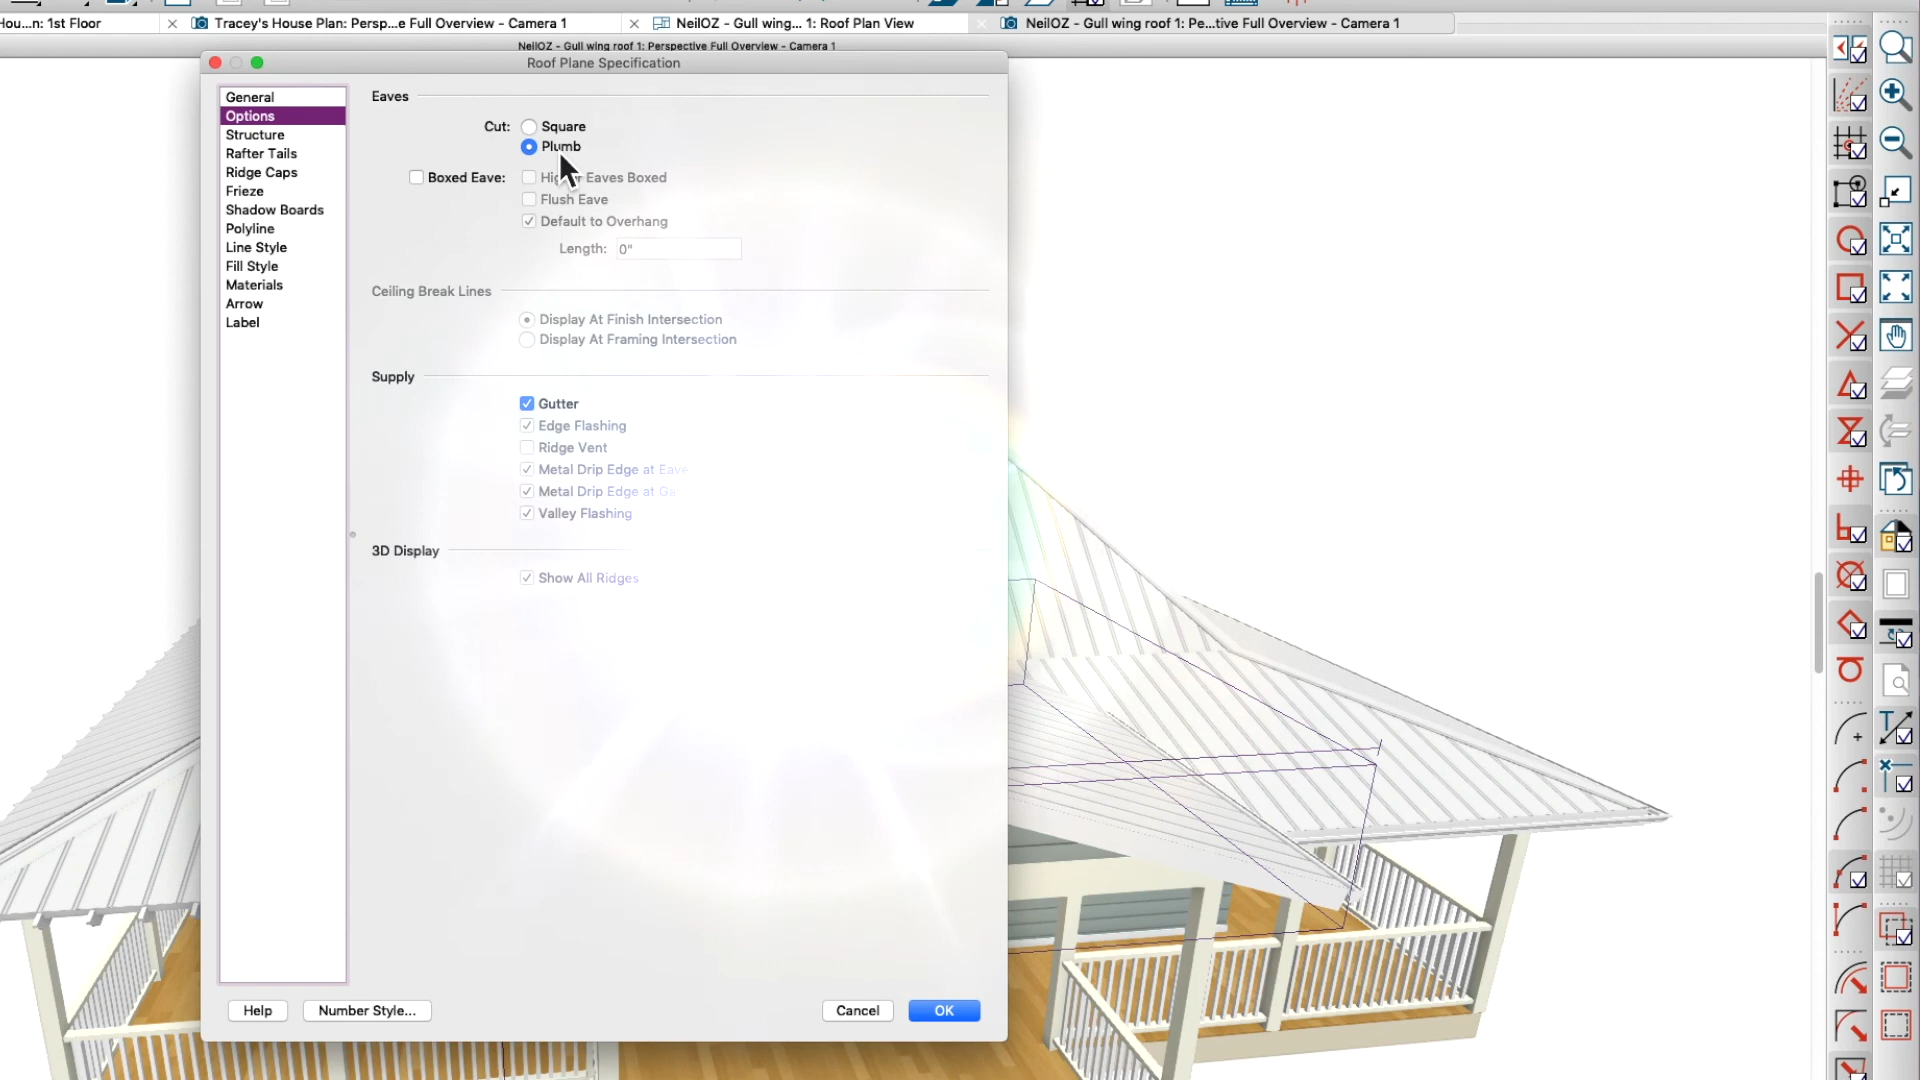 Hou...n: 1st Floor
Tracey's House Plan: Persp...e Full Overview - Camera 1
NeilOZ - Gull wing... 1: Roof Plan View
NeilOZ - Gull wing roof 1: Pe...tive Full Overview - Camera 1
NeilOZ - Gull wing roof 1: Perspective Full Overview - Camera 1
Roof Plane Specification
General
Options
Structure
Rafter Tails
Ridge Caps
Frieze
Shadow Boards
Polyline
Line Style
Fill Style
Materials
Arrow
Label
Eaves
Cut:
Square
Plumb
Boxed Eave:
Eaves Boxed
Flush Eave
Default to Overhang
Length: 0"
Ceiling Break Lines
Display At Finish Intersection
Display At Framing Intersection
Supply
Gutter
Edge Flashing
Ridge Vent
Metal Drip Edge at Eave
Metal Drip Edge at
Valley Flashing
3D Display
Show All Ridges
Help
Number Style...
Cancel
OK